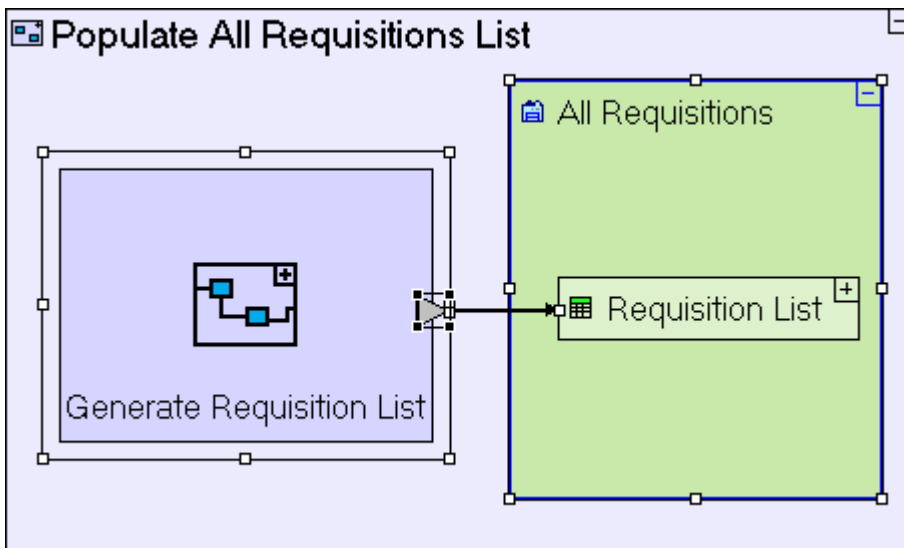 Populate All Requisitions List
All Requisitions
Requisition List
Generate Requisition List